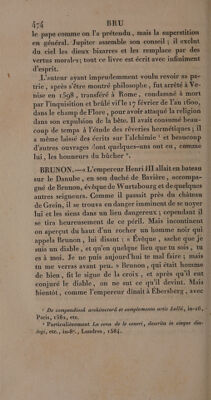 474 BRU
le pape comme on l'a prétendu, mais la superstition
en général. Jupiter assemble son conseil; il exclut
du ciel les dieux bizarres et les remplace par des
vertus morales; tout ce livre est écrit avec infiniment
d'esprit.
L'auteur ayant imprudemment voulu revoir sa pa-
trie, après s'être montré philosophe, fut arrêté à Ve-
nise en 1598, transféré à Rome, condamné à mort
par l'inquisition et brûlé vif le 17 février de l'an 1600,
dans le champ de Flore, pour avoir attaqué la religion
dans son expulsion de la bête. Il avait consumé beau-
coup de temps à l'étude des rêveries hermétiques; il
a même laissé des écrits sur l'alchimie ¹ et beaucoup
d'autres ouvrages dont quelques-uns ont eu, comme
lui, les honneurs du bûcher ².
BRUNON. — « L'empereur Henri III allait en bateau
sur le Danube, en son duché de Bavière, accompa-
gné de Brunon, évêque de Wurtzbourg et de quelques
autres seigneurs. Comme il passait près du château
de Grein, il se trouva en danger imminent de se noyer
lui et les siens dans un lieu dangereux; cependant il
se tira heureusement de ce péril. Mais incontinent
on aperçut du haut d'un rocher un homme noir qui
appela Brunon, lui disant : « Évêque, sache que je
suis un diable, et qu'en quelque lieu que tu sois, tu
es à moi. Je ne puis aujourd'hui te mal faire; mais
tu me verras avant peu. » Brunon, qui était homme
de bien, fit le signe de la croix, et après qu'il eut
conjuré le diable, on ne sut ce qu'il devint. Mais
bientôt, comme l'empereur dînait à Ébersberg, avec
¹ De compendiosâ architecturâ et complemento artis Lullii, in-16,
Paris, 1582, etc.
² Particulièrement La cena de le ceneri, descrita in cinque dia-
logi, etc., in-8°, Londres, 1584.